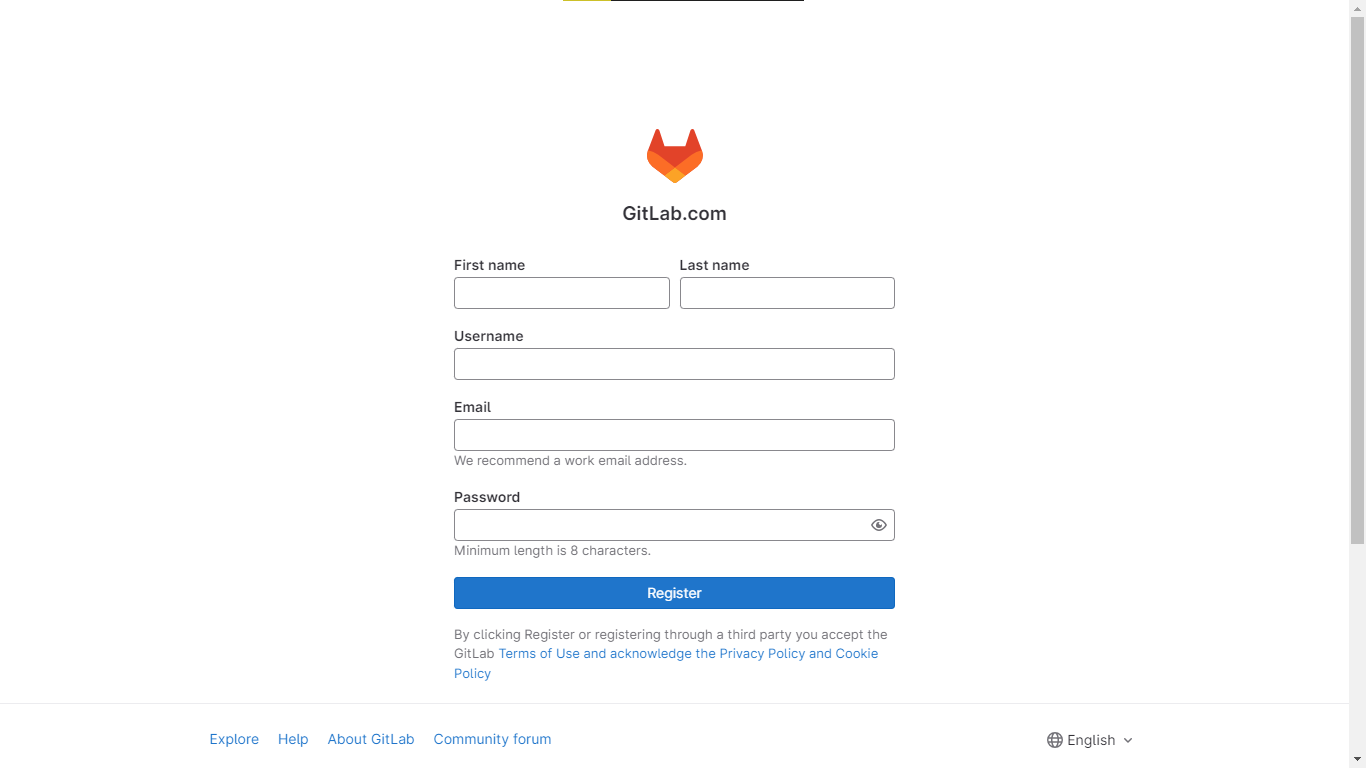 GitLab.com
First name
Last name
Username
Email
We recommend a work email address.
Password
Minimum length is 8 characters.
Register
By clicking Register or registering through a third party you accept the
GitLab Terms of Use and acknowledge the Privacy Policy and Cookie
Policy
Explore Help About GitLab Community forum English